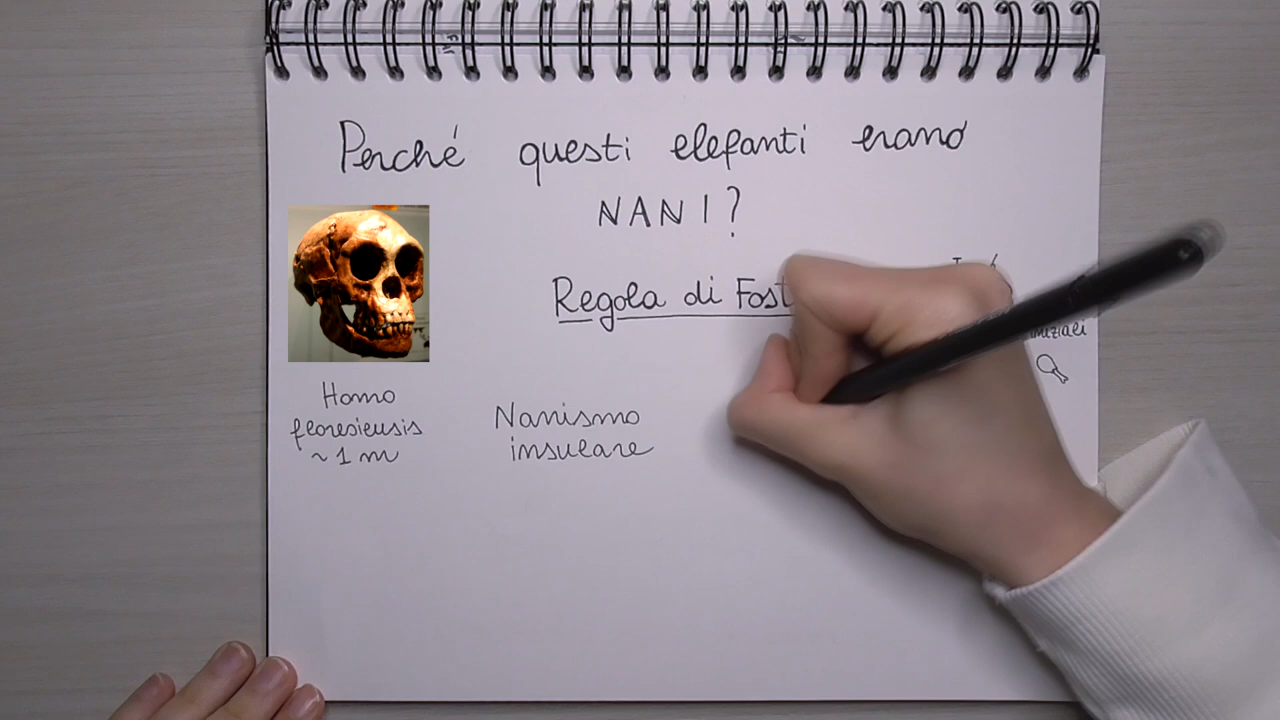 Perché questi elefanti erano
NANI?
Regola di Fost
Homo
floresiensis
~ 1 m
Nanismo
insulare